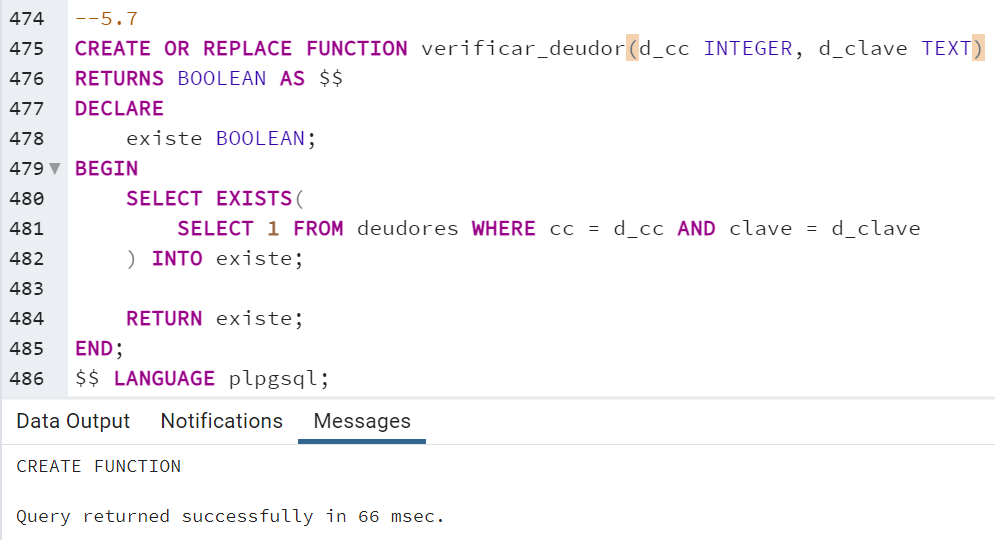 474 --5.7
475 CREATE OR REPLACE FUNCTION verificar_deudor(d_cc INTEGER, d_clave TEXT)
476 RETURNS BOOLEAN AS $$
477 DECLARE
478     existe BOOLEAN;
479 BEGIN
480     SELECT EXISTS(
481         SELECT 1 FROM deudores WHERE cc = d_cc AND clave = d_clave
482     ) INTO existe;
483
484     RETURN existe;
485 END;
486 $$ LANGUAGE plpgsql;
Data Output Notifications Messages
CREATE FUNCTION
Query returned successfully in 66 msec.